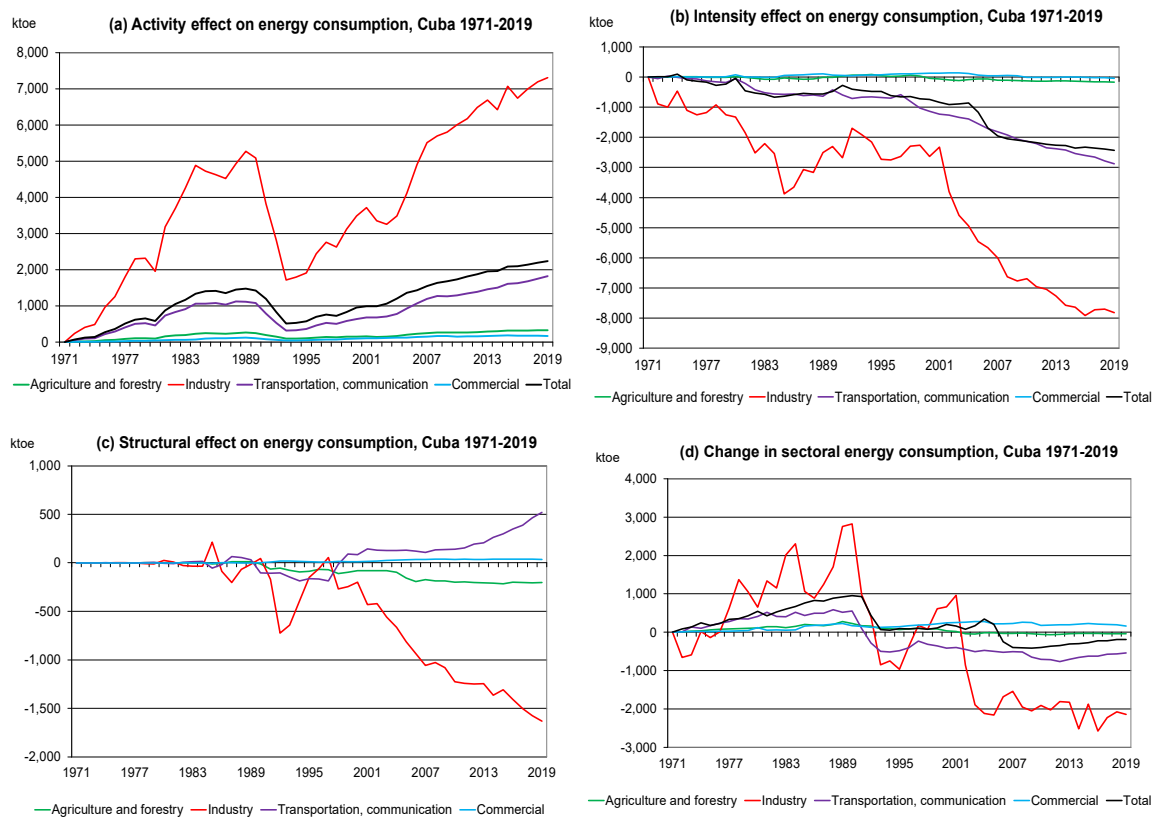 ktoe
(a) Activity effect on energy consumption, Cuba 1971-2019
8,000
7,000
6,000
5,000
4,000
3,000
2,000
1,000
0
1971 1977 1983 1989 1995 2001 2007 2013 2019
Agriculture and forestry Industry Transportation, communication Commercial Total
ktoe
(b) Intensity effect on energy consumption, Cuba 1971-2019
1,000
0
-1,000
-2,000
-3,000
-4,000
-5,000
-6,000
-7,000
-8,000
-9,000
1971 1977 1983 1989 1995 2001 2007 2013 2019
Agriculture and forestry Industry Transportation, communication Commercial Total
ktoe
(c) Structural effect on energy consumption, Cuba 1971-2019
1,000
500
0
-500
-1,000
-1,500
-2,000
1971 1977 1983 1989 1995 2001 2007 2013 2019
Agriculture and forestry Industry Transportation, communication Commercial
ktoe
(d) Change in sectoral energy consumption, Cuba 1971-2019
4,000
3,000
2,000
1,000
0
-1,000
-2,000
-3,000
1971 1977 1983 1989 1995 2001 2007 2013 2019
Agriculture and forestry Industry Transportation, communication Commercial Total